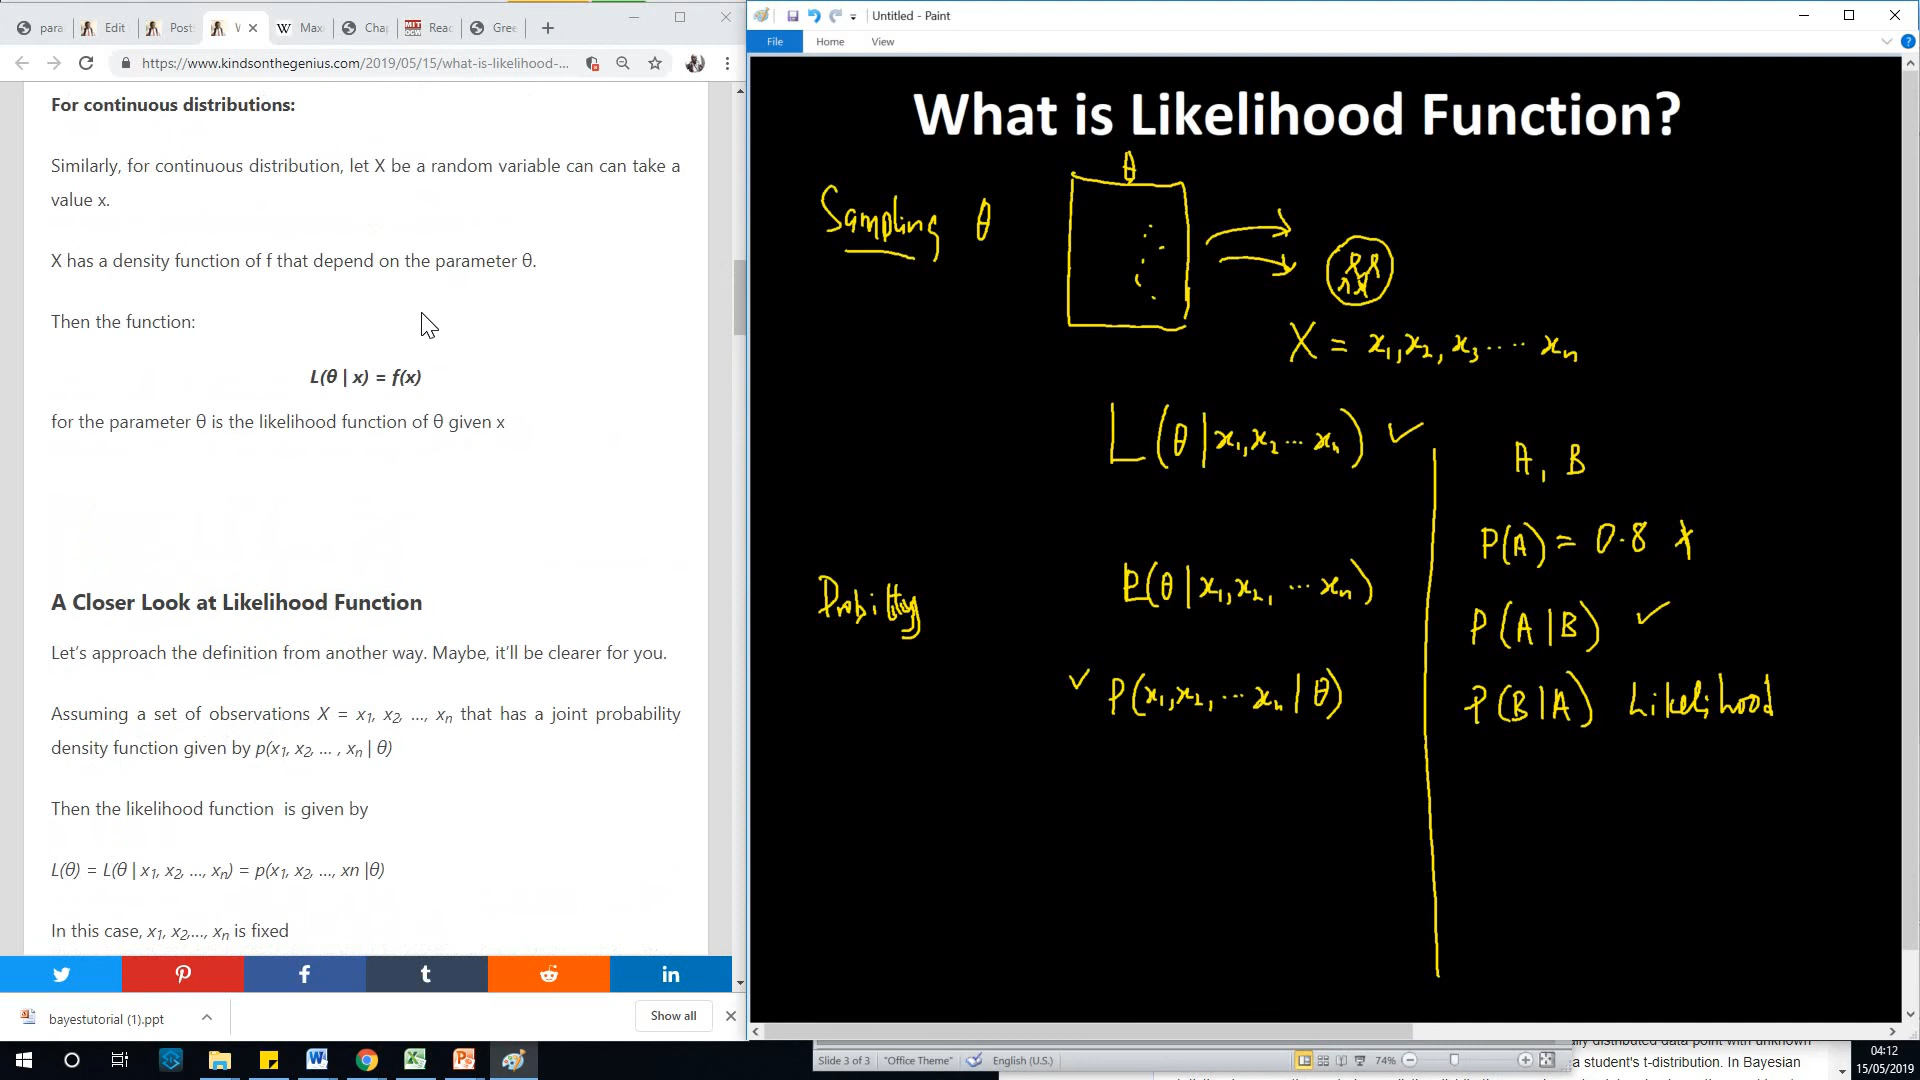 para
Edit
Post
W
Max
Cha
Rea
Gree
https://www.kindsonthegenius.com/2019/05/15/what-is-likelihood-...
For continuous distributions:
Similarly, for continuous distribution, let X be a random variable can can take a
value x.
X has a density function of f that depend on the parameter θ.
Then the function:
L(θ | x) = f(x)
for the parameter θ is the likelihood function of θ given x
A Closer Look at Likelihood Function
Let’s approach the definition from another way. Maybe, it’ll be clearer for you.
Assuming a set of observations X = x1, x2, ..., xn that has a joint probability
density function given by p(x1, x2, ... , xn | θ)
Then the likelihood function is given by
L(θ) = L(θ | x1, x2, ..., xn) = p(x1, x2, ..., xn |θ)
In this case, x1, x2,..., xn is fixed
bayestutorial (1).ppt
Show all
Untitled - Paint
File Home View
What is Likelihood Function?
θ
Sampling θ
X = x1, x2, x3 ..... xn
L(θ | x1, x2 ... xn) ✓
A, B
P(A) = 0.8
P(θ | x1, x2, ... xn)
P(A | B) ✓
✓ P(x1, x2, ... xn | θ)
P(B | A) Likelihood
Slide 3 of 3 "Office Theme" English (U.S.) 74%
a student's t-distribution. In Bayesian
04:12
15/05/2019